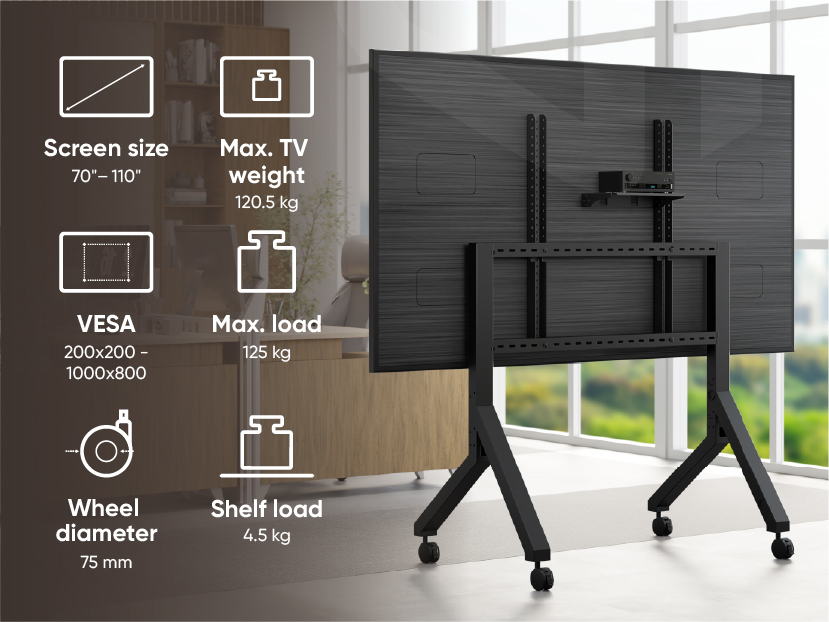 Screen size
70"– 110"
Max. TV
weight
120.5 kg
VESA
200x200 -
1000x800
Max. load
125 kg
Wheel
diameter
75 mm
Shelf load
4.5 kg